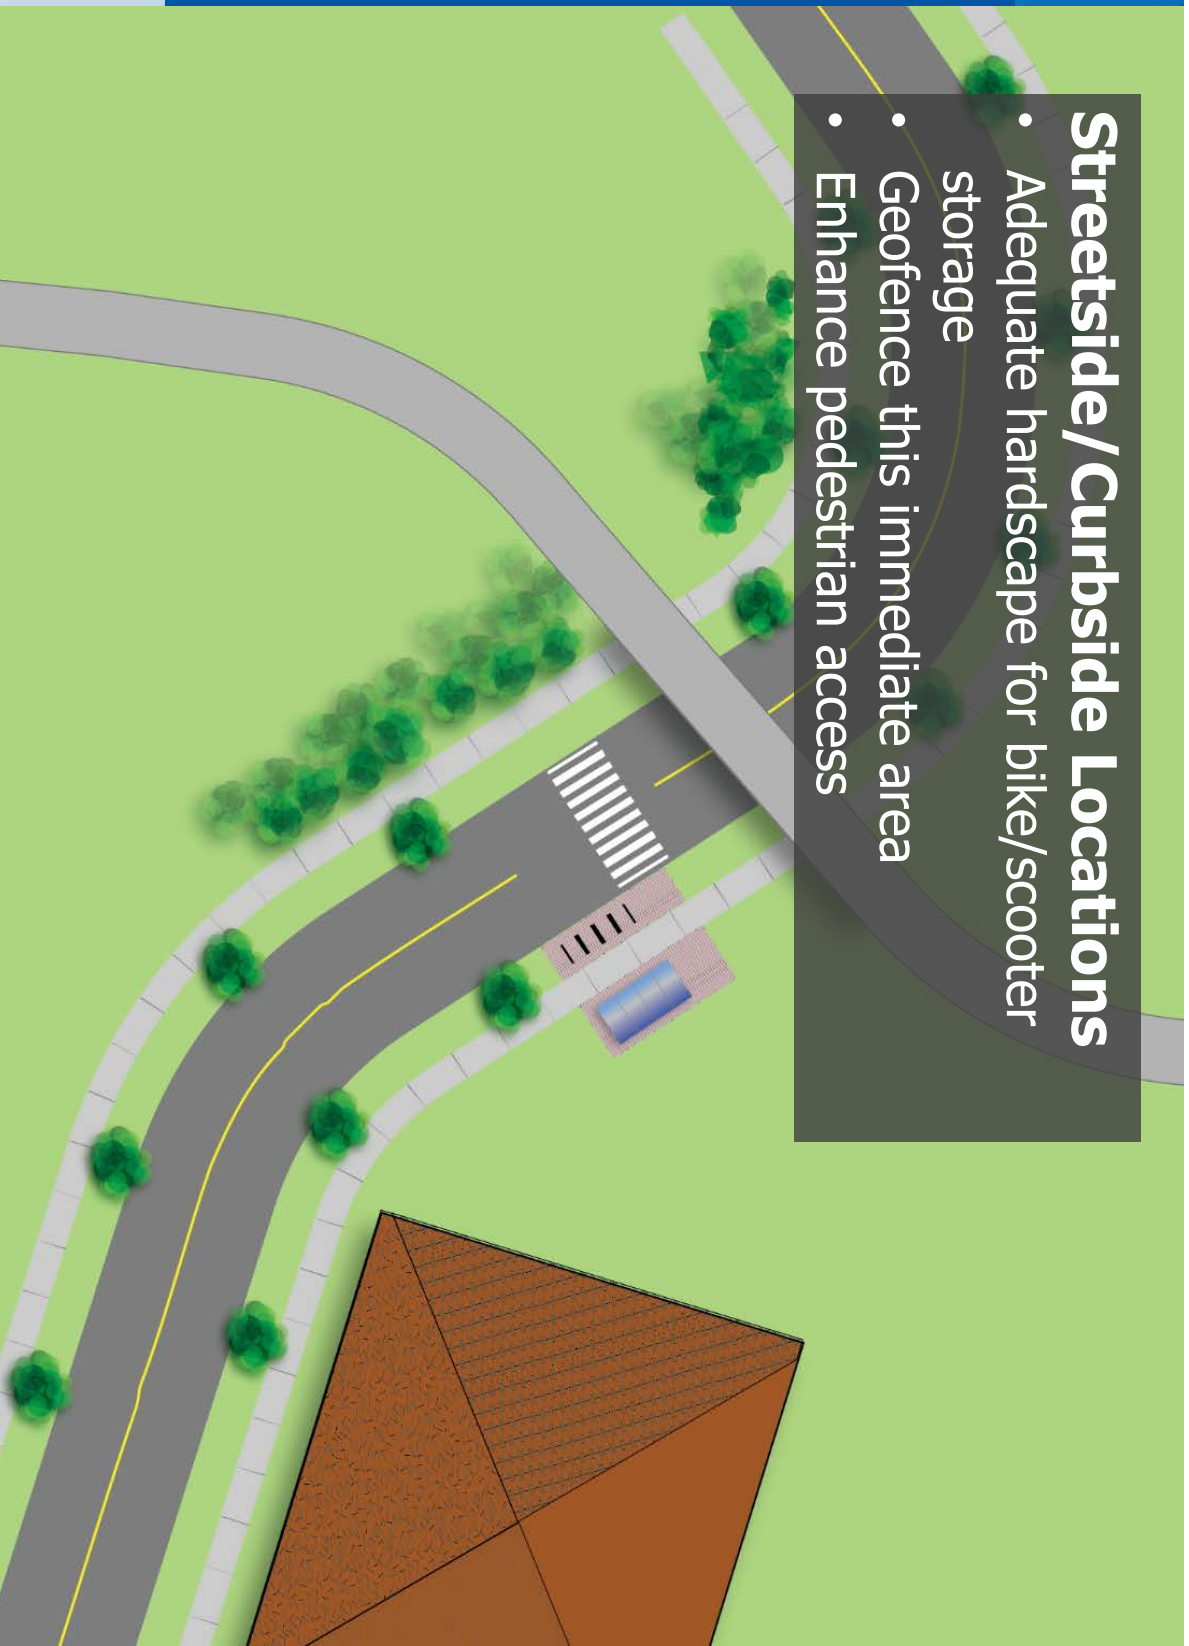 Streetside/Curbside Locations
• Adequate hardscape for bike/scooter
storage
• Geofence this immediate area
• Enhance pedestrian access